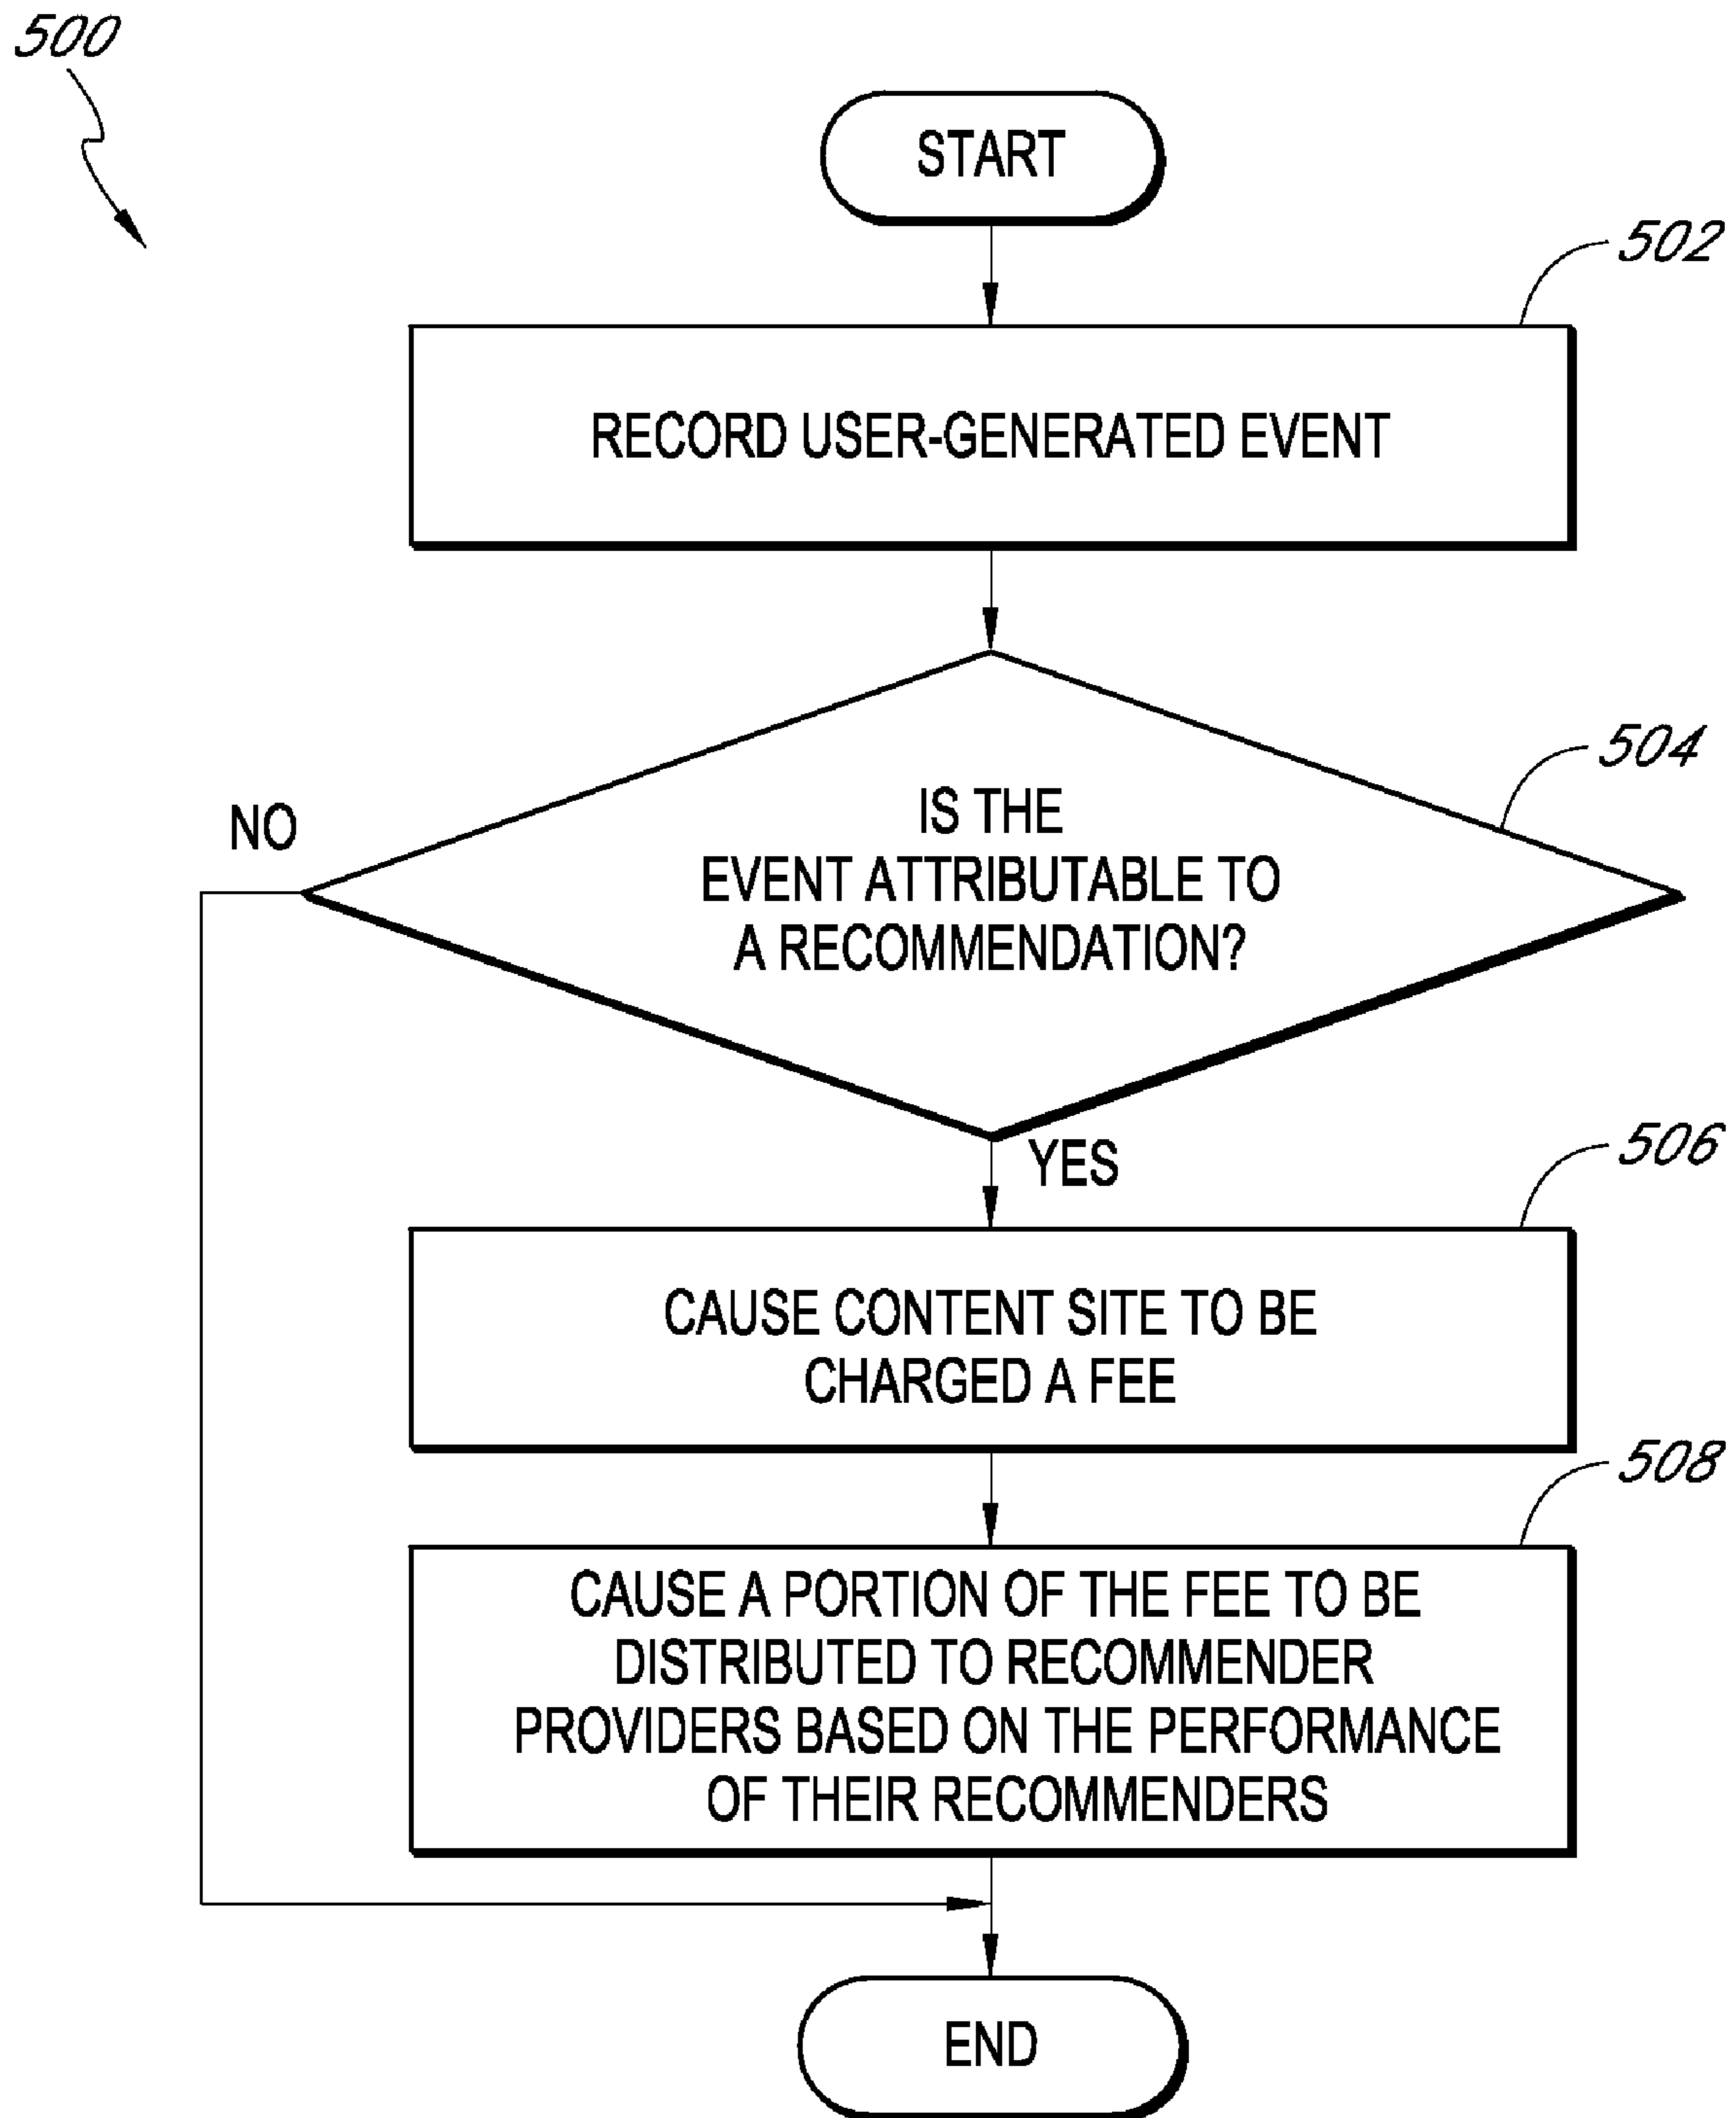 500
START
502
RECORD USER-GENERATED EVENT
504
NO
IS THE
EVENT ATTRIBUTABLE TO
A RECOMMENDATION?
YES
506
CAUSE CONTENT SITE TO BE
CHARGED A FEE
508
CAUSE A PORTION OF THE FEE TO BE
DISTRIBUTED TO RECOMMENDER
PROVIDERS BASED ON THE PERFORMANCE
OF THEIR RECOMMENDERS
END